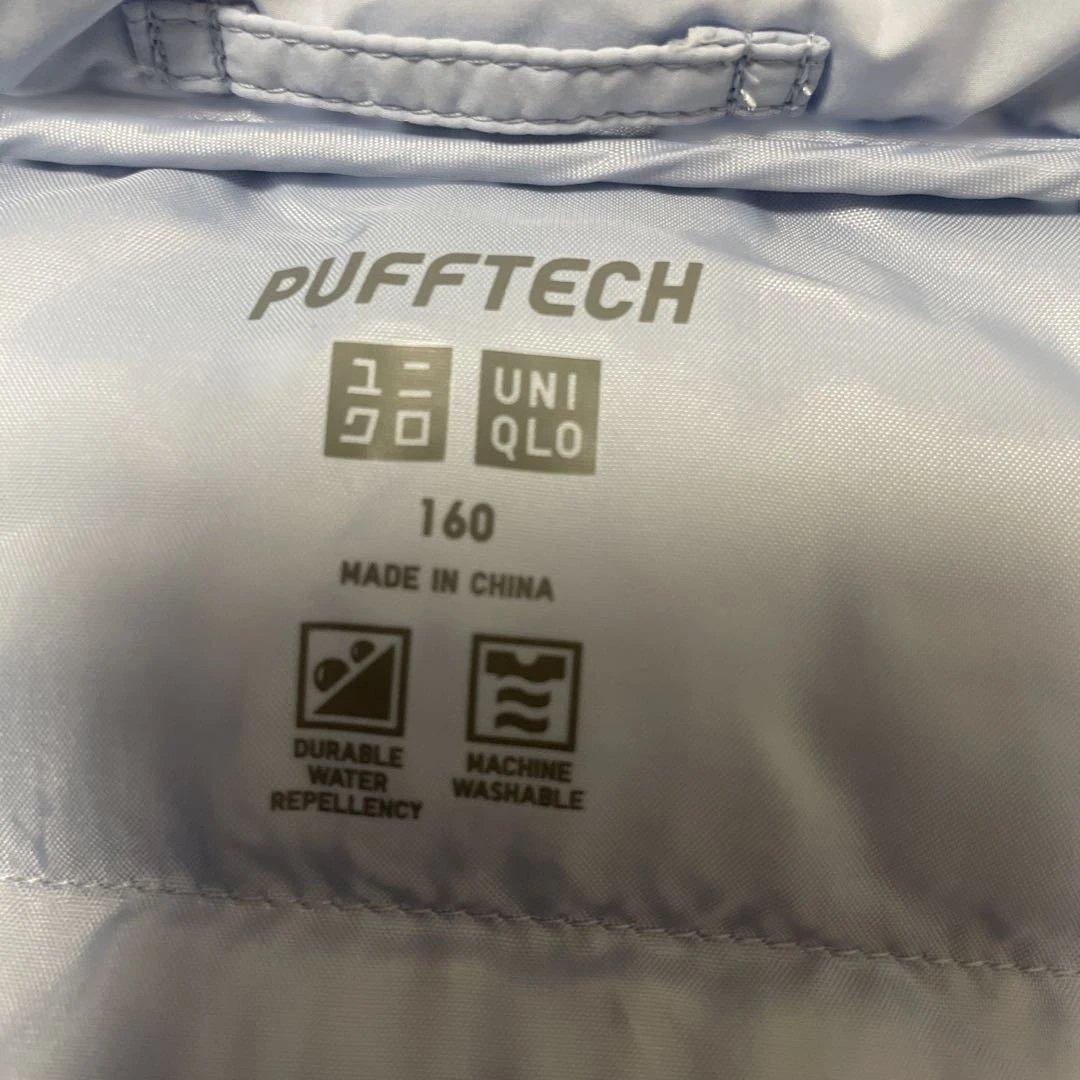 PUFFTECH
ユニ
クロ
UNI
QLO
160
MADE IN CHINA
DURABLE
WATER
REPELLENCY
MACHINE
WASHABLE